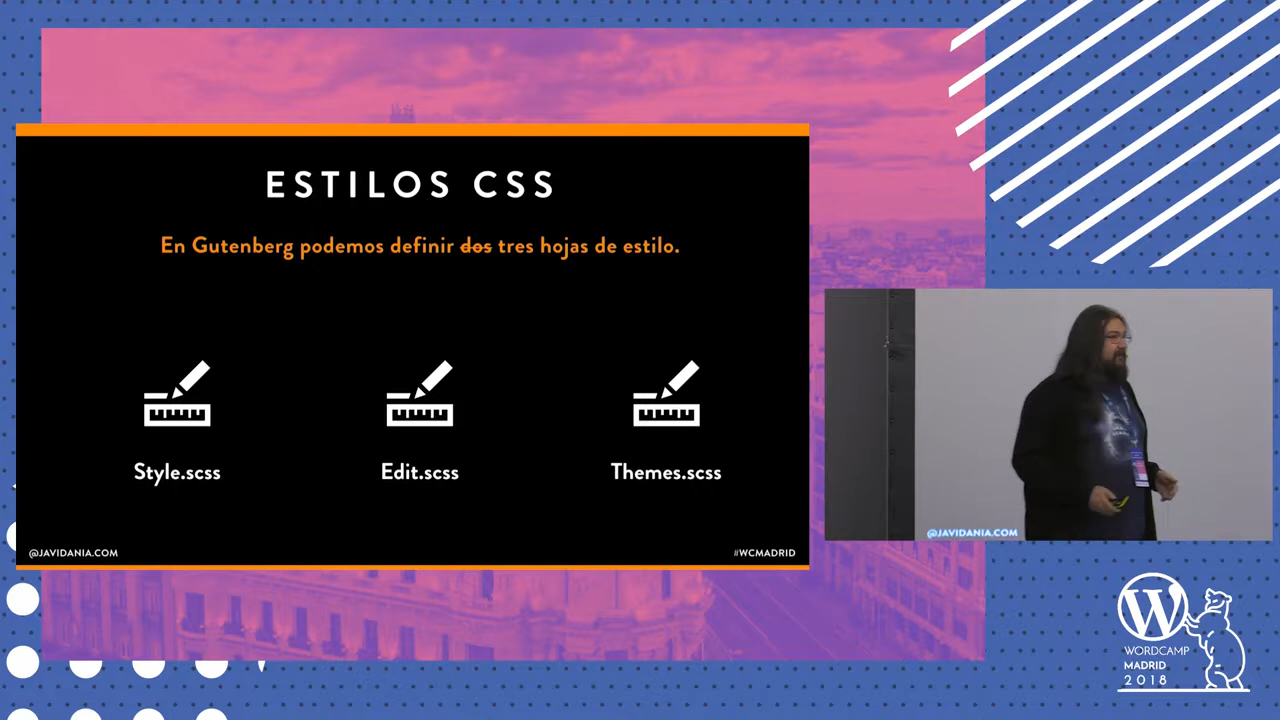 ESTILOS CSS
En Gutenberg podemos definir dos tres hojas de estilo.
Style.scss
Edit.scss
Themes.scss
@JAVIDANIA.COM
#WCMADRID
@JAVIDANIA.COM
W
WORDCAMP
MADRID
2018